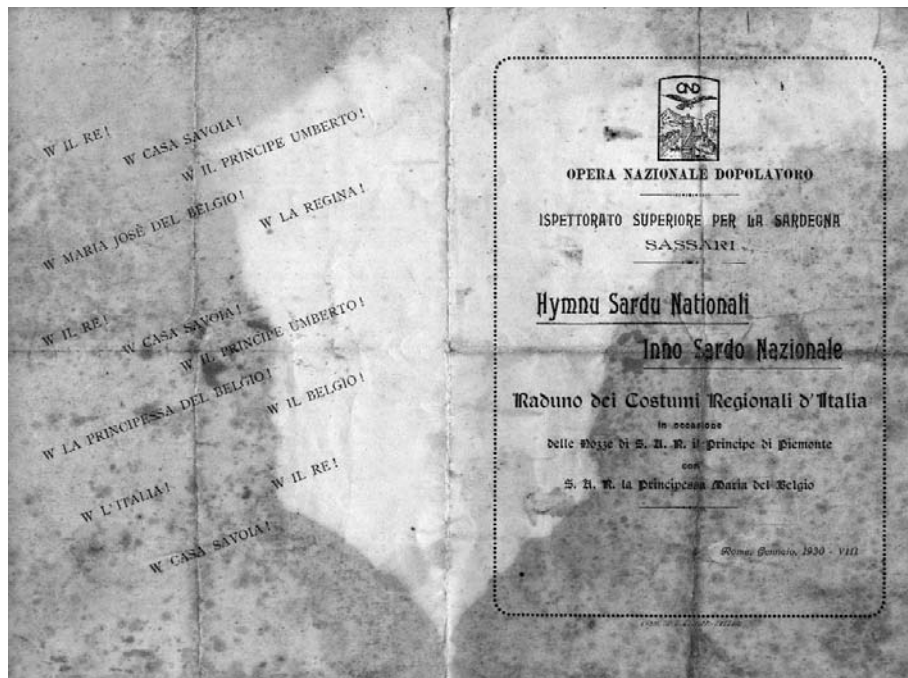 W IL RE!
W CASA SAVOIA!
W IL PRINCIPE UMBERTO!
W MARIA JOSÈ DEL BELGIO!
W LA REGINA!
W IL RE!
W CASA SAVOIA!
W IL PRINCIPE UMBERTO!
W LA PRINCIPESSA DEL BELGIO!
W IL BELGIO!
W L'ITALIA!
W IL RE!
W CASA SAVOIA!
OPERA NAZIONALE DOPOLAVORO
ISPETTORATO SUPERIORE PER LA SARDEGNA
SASSARI
Hymnu Sardu Nationali
Inno Sardo Nazionale
Raduno dei Costumi Regionali d'Italia
in occasione
delle Nozze di S. A. R. il Principe di Piemonte
con
S. A. R. la Principessa Maria del Belgio
Roma, Gennaio, 1930 - VIII